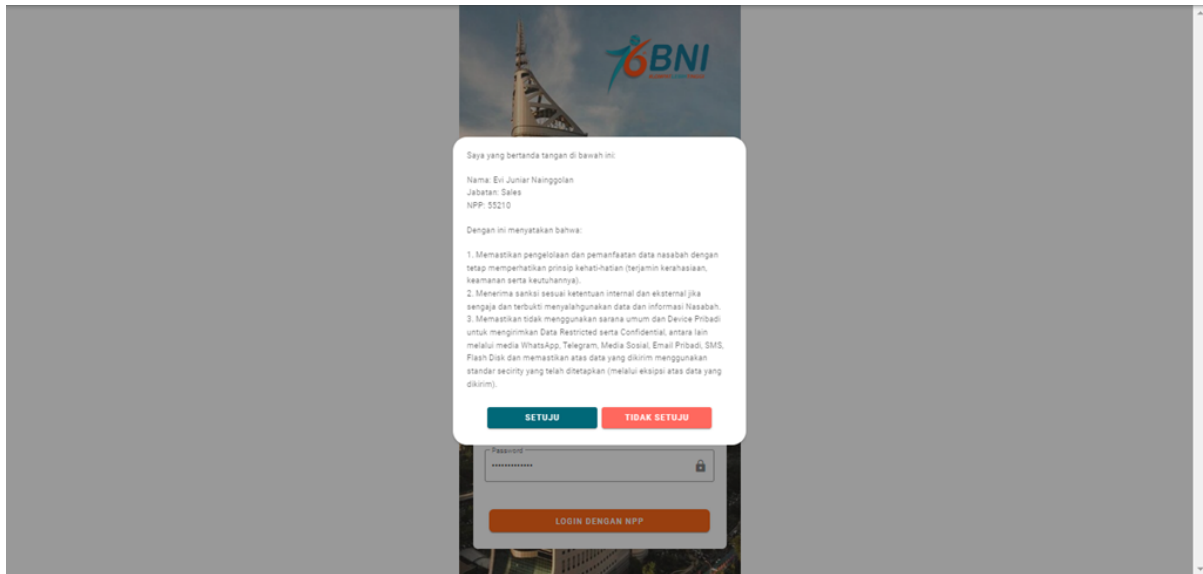 76 BNI
Saya yang bertanda tangan di bawah ini:
Nama: Evi Juniar Nainggolan
Jabatan: Sales
NPP: 55210
Dengan ini menyatakan bahwa:
1. Memastikan pengelolaan dan pemanfaatan data nasabah dengan
tetap memperhatikan prinsip kehati-hatian (terjamin kerahasiaan,
keamanan serta keutuhannya).
2. Menerima sanksi sesuai ketentuan internal dan eksternal jika
sengaja dan terbukti menyalahgunakan data dan informasi Nasabah.
3. Memastikan tidak menggunakan sarana umum dan Device Pribadi
untuk mengirimkan Data Restricted serta Confidential, antara lain
melalui media WhatsApp, Telegram, Media Sosial, Email Pribadi, SMS,
Flash Disk dan memastikan atas data yang dikirim menggunakan
standar secirity yang telah ditetapkan (melalui eksipsi atas data yang
dikirim).
SETUJU TIDAK SETUJU
Password
LOGIN DENGAN NPP